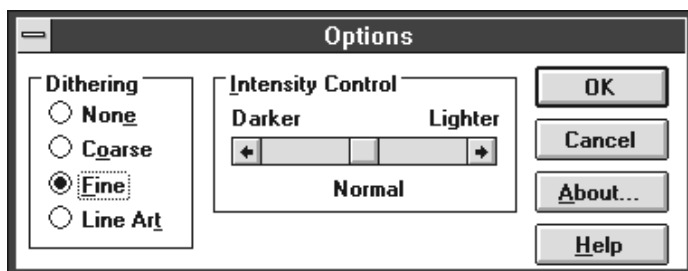 Options
Dithering
None
Coarse
Fine
Line Art
Intensity Control
Darker Lighter
Normal
OK
Cancel
About...
Help